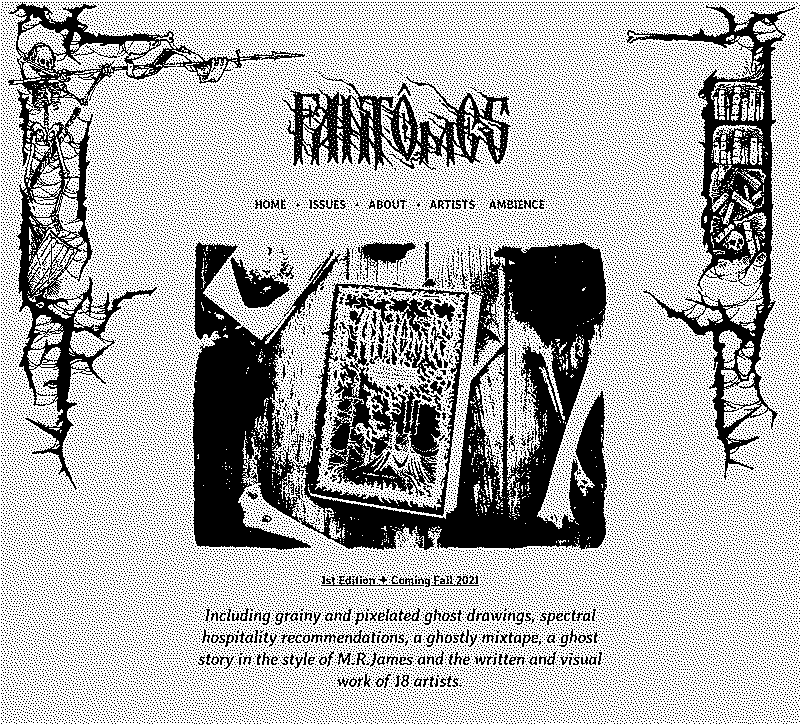 FANTÔMES
HOME · ISSUES · ABOUT · ARTISTS AMBIENCE
1st Edition ✦ Coming Fall 2021
Including grainy and pixelated ghost drawings, spectral
hospitality recommendations, a ghostly mixtape, a ghost
story in the style of M.R.James and the written and visual
work of 18 artists.